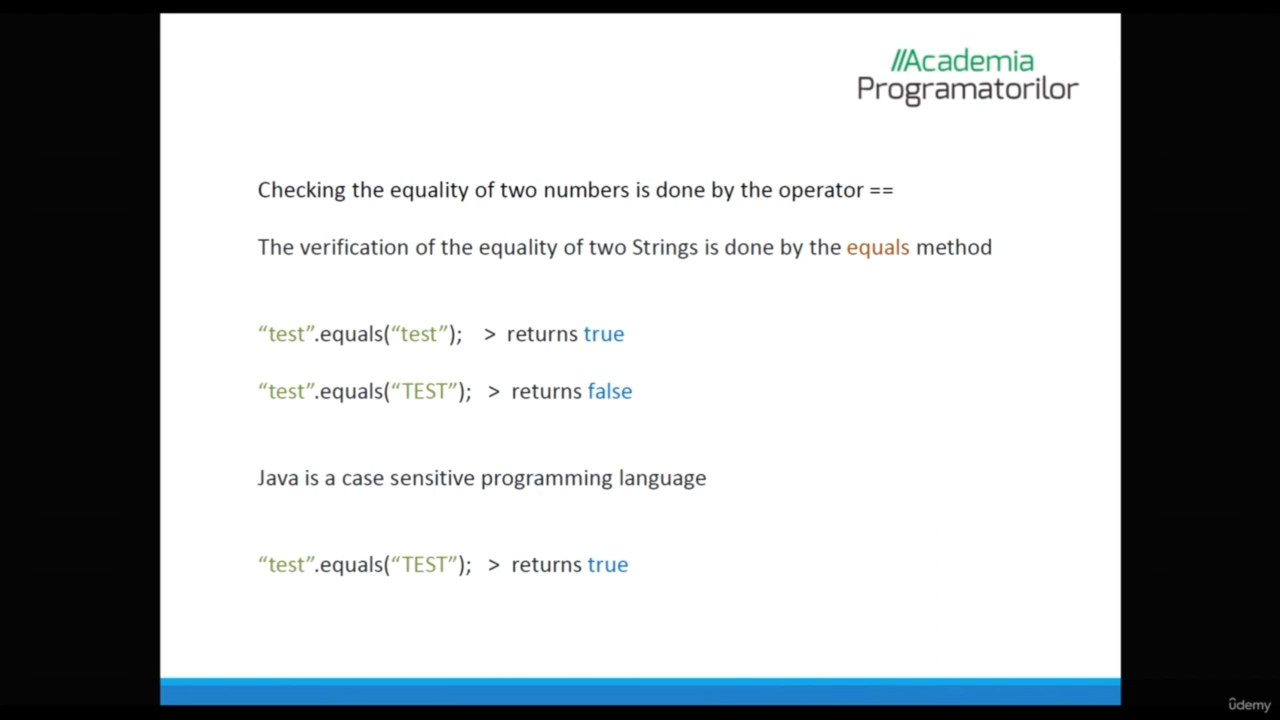 //Academia
Programatorilor
Checking the equality of two numbers is done by the operator ==
The verification of the equality of two Strings is done by the equals method
“test”.equals(“test”); > returns true
“test”.equals(“TEST”); > returns false
Java is a case sensitive programming language
“test”.equals(“TEST”); > returns true
ûdemy